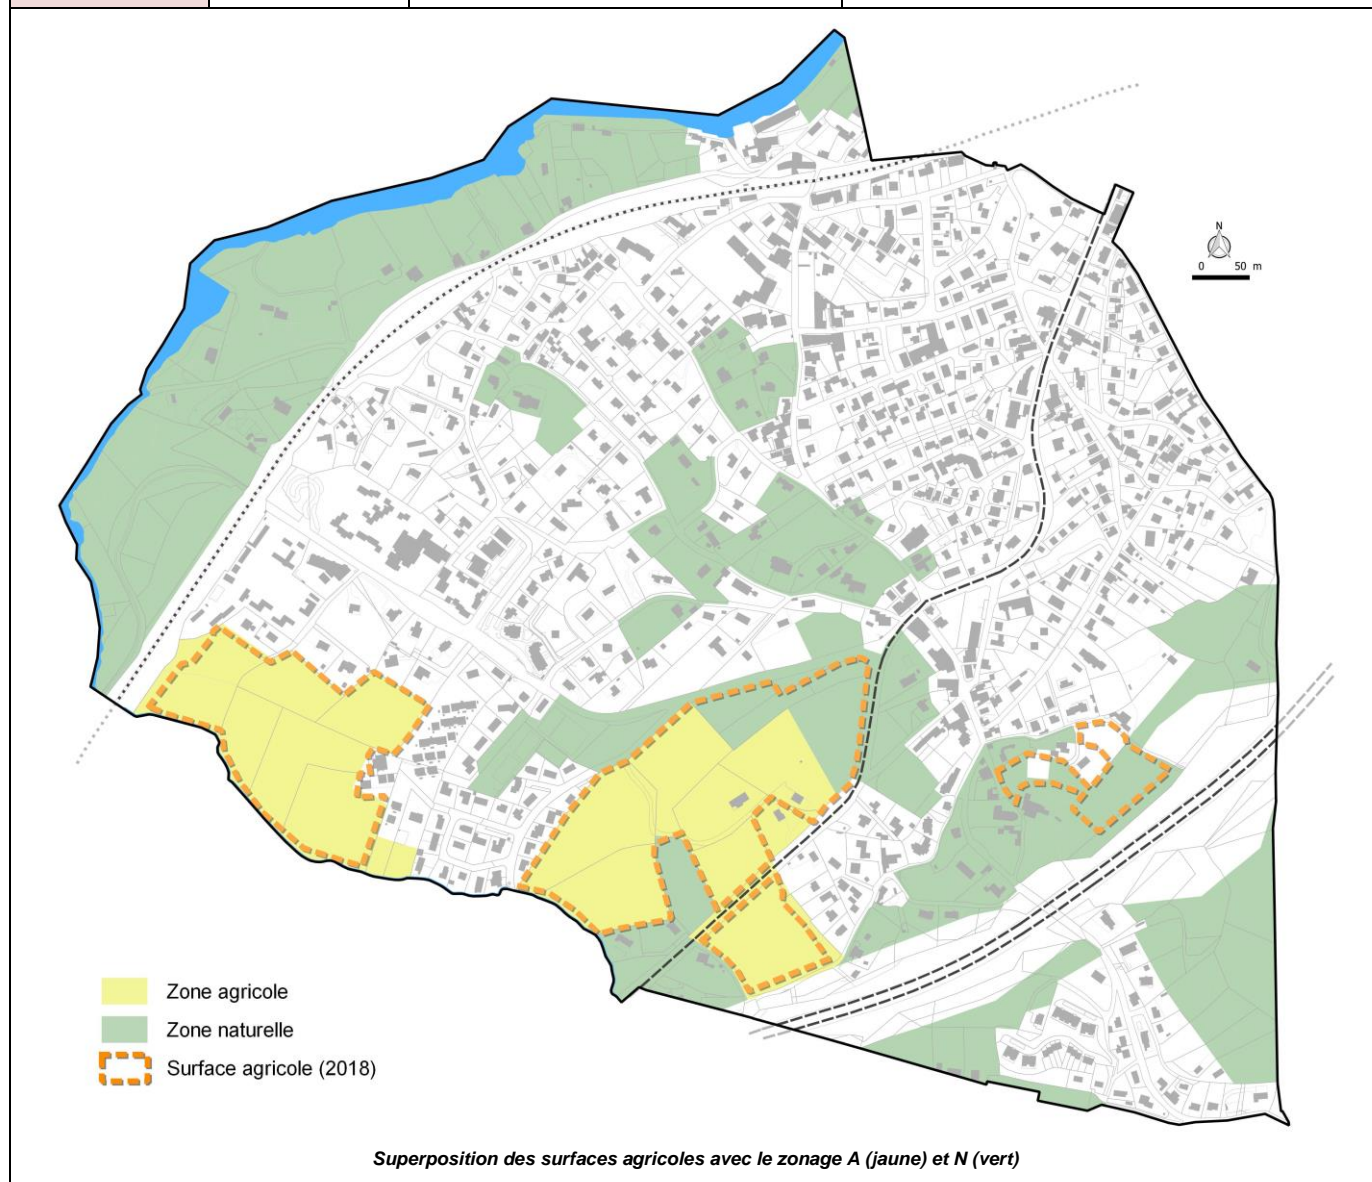 N
0 50 m
Zone agricole
Zone naturelle
Surface agricole (2018)
Superposition des surfaces agricoles avec le zonage A (jaune) et N (vert)